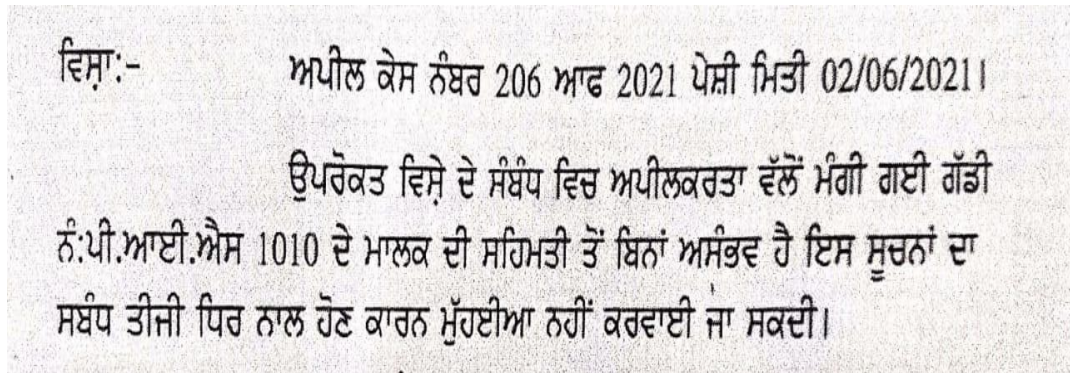 ਵਿਸ਼ਾ:- ਅਪੀਲ ਕੇਸ ਨੰਬਰ 206 ਆਫ 2021 ਪੇਸ਼ੀ ਮਿਤੀ 02/06/2021।
ਉਪਰੋਕਤ ਵਿਸ਼ੇ ਦੇ ਸੰਬੰਧ ਵਿਚ ਅਪੀਲਕਰਤਾ ਵੱਲੋਂ ਮੰਗੀ ਗਈ ਗੱਡੀ
ਨੰ:ਪੀ.ਆਈ.ਐਸ 1010 ਦੇ ਮਾਲਕ ਦੀ ਸਹਿਮਤੀ ਤੋਂ ਬਿਨਾਂ ਅਸੰਭਵ ਹੈ ਇਸ ਸੂਚਨਾਂ ਦਾ
ਸਬੰਧ ਤੀਜੀ ਧਿਰ ਨਾਲ ਹੋਣ ਕਾਰਨ ਮੁੱਹਈਆ ਨਹੀਂ ਕਰਵਾਈ ਜਾ ਸਕਦੀ।